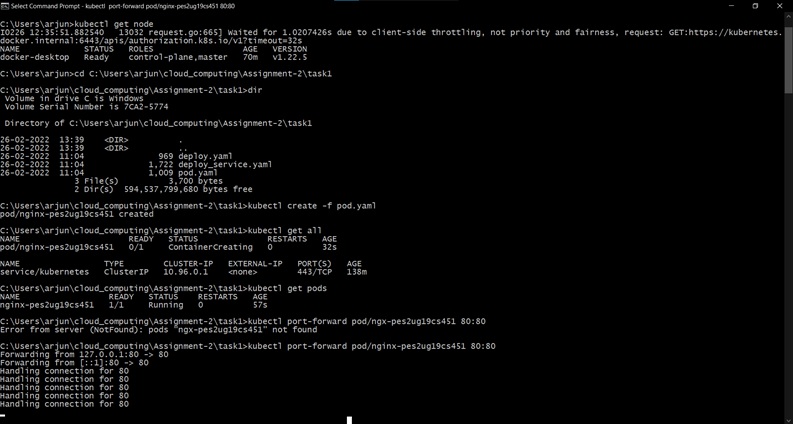 Select Command Prompt - kubectl port-forward pod/nginx-pes2ug19cs451 80:80
C:\Users\arjun>kubectl get node
I0226 12:35:51.882540   13032 request.go:665] Waited for 1.0207426s due to client-side throttling, not priority and fairness, request: GET:https://kubernetes.
docker.internal:6443/apis/authorization.k8s.io/v1?timeout=32s
NAME             STATUS   ROLES                  AGE   VERSION
docker-desktop   Ready    control-plane,master   70m   v1.22.5
C:\Users\arjun>cd C:\Users\arjun\cloud_computing\Assignment-2\task1
C:\Users\arjun\cloud_computing\Assignment-2\task1>dir
Volume in drive C is Windows
Volume Serial Number is 7CA2-5774
Directory of C:\Users\arjun\cloud_computing\Assignment-2\task1
26-02-2022  13:39    <DIR>          .
26-02-2022  13:39    <DIR>          ..
26-02-2022  11:04               969 deploy.yaml
26-02-2022  11:04             1,722 deploy_service.yaml
26-02-2022  11:04             1,009 pod.yaml
3 File(s)          3,700 bytes
2 Dir(s)  594,537,799,680 bytes free
C:\Users\arjun\cloud_computing\Assignment-2\task1>kubectl create -f pod.yaml
pod/nginx-pes2ug19cs451 created
C:\Users\arjun\cloud_computing\Assignment-2\task1>kubectl get all
NAME                      READY   STATUS              RESTARTS   AGE
pod/nginx-pes2ug19cs451   0/1     ContainerCreating   0          32s
NAME                 TYPE        CLUSTER-IP   EXTERNAL-IP   PORT(S)   AGE
service/kubernetes   ClusterIP   10.96.0.1    <none>        443/TCP   138m
C:\Users\arjun\cloud_computing\Assignment-2\task1>kubectl get pods
NAME                  READY   STATUS    RESTARTS   AGE
nginx-pes2ug19cs451   1/1     Running   0          57s
C:\Users\arjun\cloud_computing\Assignment-2\task1>kubectl port-forward pod/ngx-pes2ug19cs451 80:80
Error from server (NotFound): pods "ngx-pes2ug19cs451" not found
C:\Users\arjun\cloud_computing\Assignment-2\task1>kubectl port-forward pod/nginx-pes2ug19cs451 80:80
Forwarding from 127.0.0.1:80 -> 80
Forwarding from [::1]:80 -> 80
Handling connection for 80
Handling connection for 80
Handling connection for 80
Handling connection for 80
Handling connection for 80